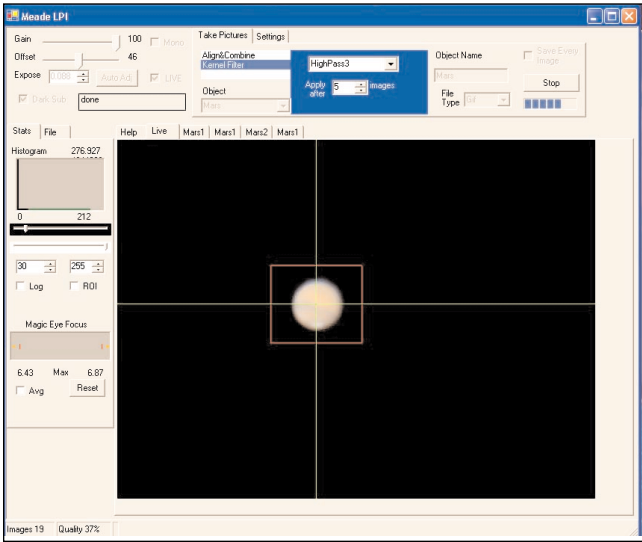 Meade LPI
Gain 100 Mono
Offset 46
Expose 0.088 Auto Adj. LIVE
Dark Sub done
Take Pictures Settings
Align&Combine
Kernel Filter
Object
Mars
HighPass3
Apply after 5 images
Object Name
Mars
File Type Gif
Save Every Image
Stop
Stats File
Help Live Mars1 Mars1 Mars2 Mars1
Histogram 276.927
0 212
30 255
Log ROI
Magic Eye Focus
6.43 Max 6.87
Avg Reset
Images 19 Quality 37%